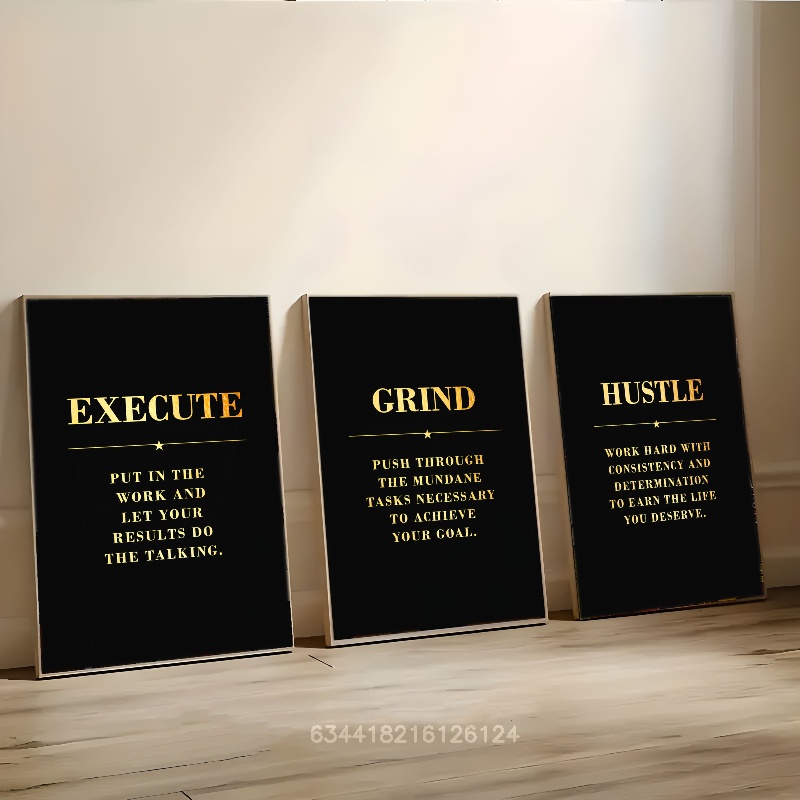 EXECUTE
PUT IN THE
WORK AND
LET YOUR
RESULTS DO
THE TALKING.
GRIND
PUSH THROUGH
THE MUNDANE
TASKS NECESSARY
TO ACHIEVE
YOUR GOAL.
HUSTLE
WORK HARD WITH
CONSISTENCY AND
DETERMINATION
TO EARN THE LIFE
YOU DESERVE.
634418216126124